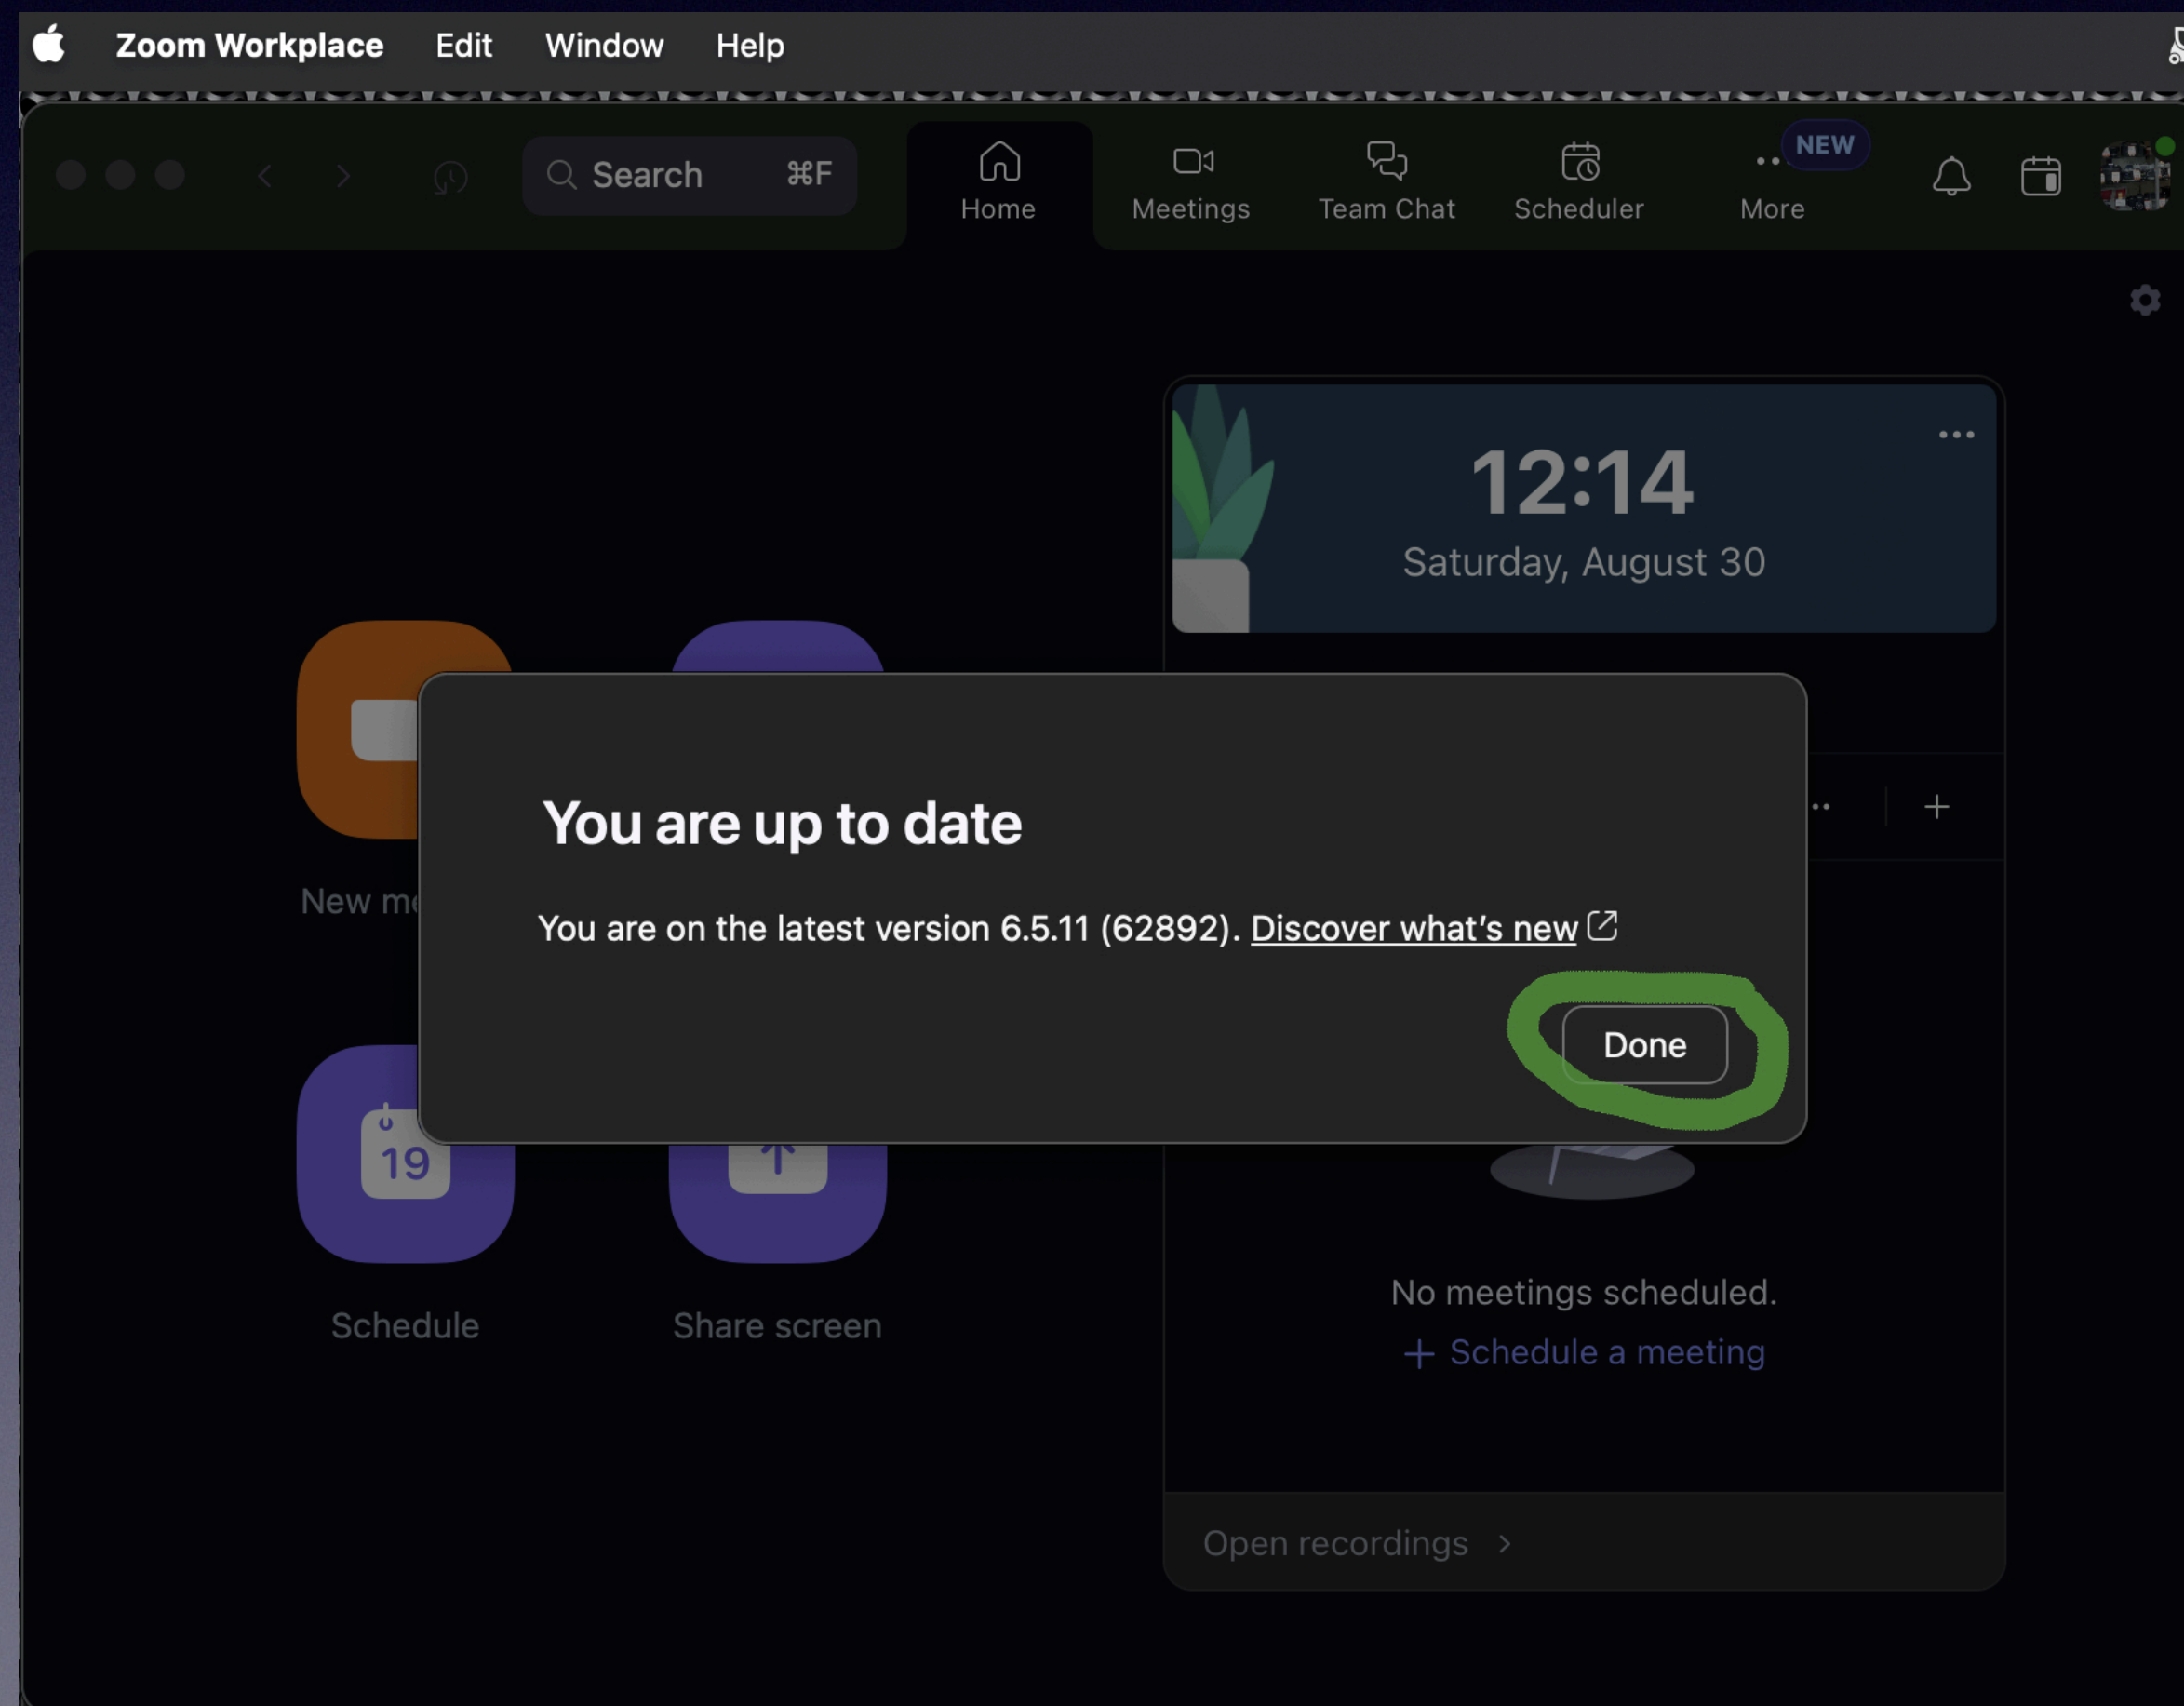 Zoom Workplace Edit Window Help
Search ⌘F
Home
Meetings
Team Chat
Scheduler
NEW
More
12:14
Saturday, August 30
You are up to date
You are on the latest version 6.5.11 (62892). Discover what's new
Done
New me
19
Schedule
Share screen
No meetings scheduled.
+ Schedule a meeting
Open recordings >